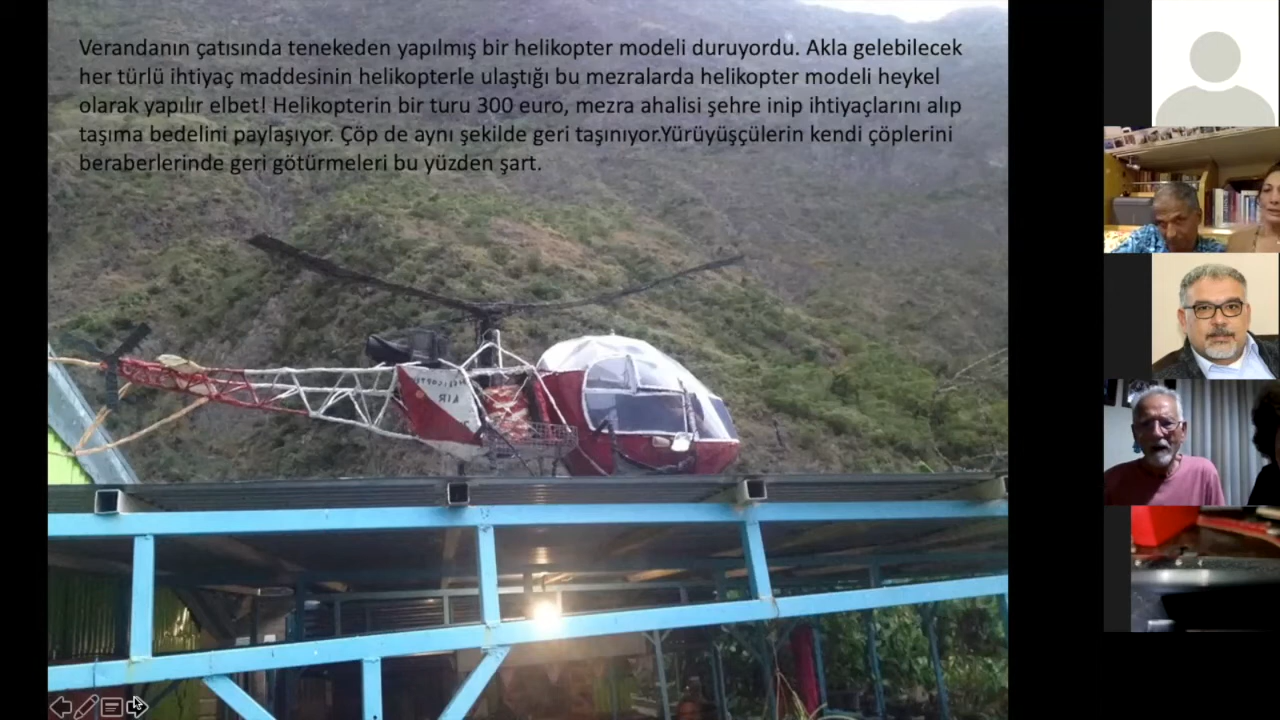 Verandanın çatısında tenekeden yapılmış bir helikopter modeli duruyordu. Akla gelebilecek
her türlü ihtiyaç maddesinin helikopterle ulaştığı bu mezralarda helikopter modeli heykel
olarak yapılır elbet! Helikopterin bir turu 300 euro, mezra ahalisi şehre inip ihtiyaçlarını alıp
taşıma bedelini paylaşıyor. Çöp de aynı şekilde geri taşınıyor.Yürüyüşçülerin kendi çöplerini
beraberlerinde geri götürmeleri bu yüzden şart.